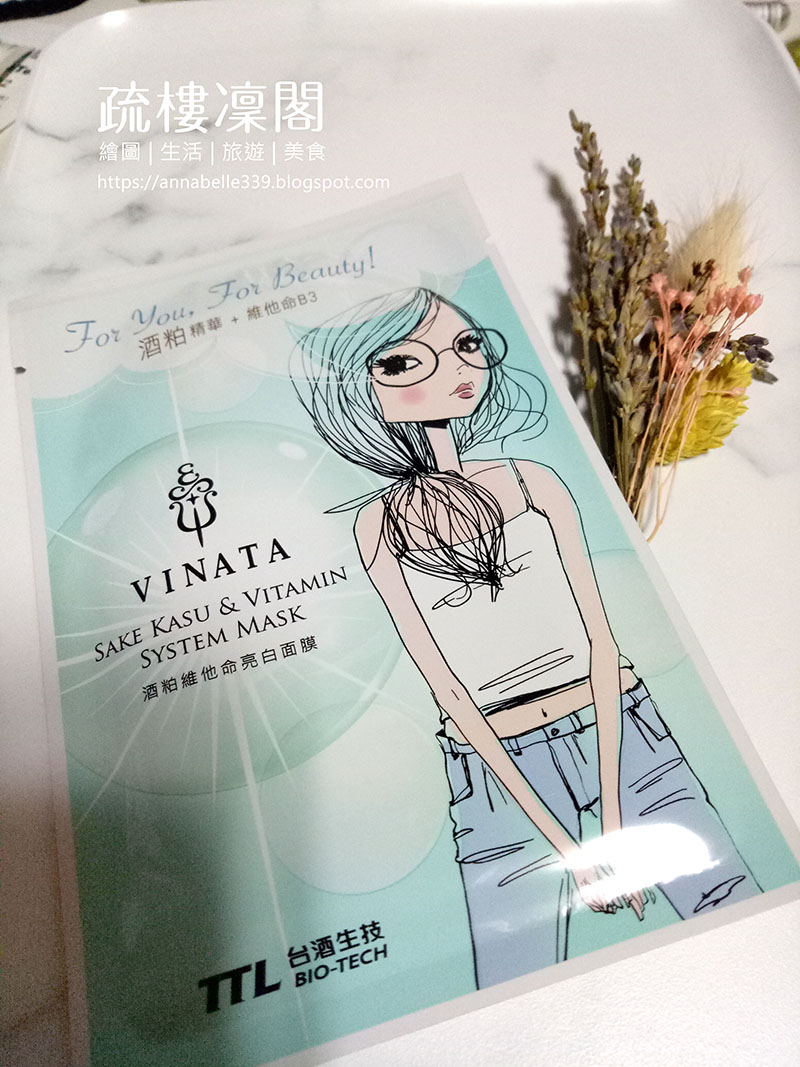 疏樓凜閣
繪圖 | 生活 | 旅遊 | 美食
https://annabelle339.blogspot.com
For You, For Beauty!
酒粕精華 + 維他命B3
VINATA
SAKE KASU & VITAMIN
SYSTEM MASK
酒粕維他命亮白面膜
TTL 台酒生技
BIO-TECH